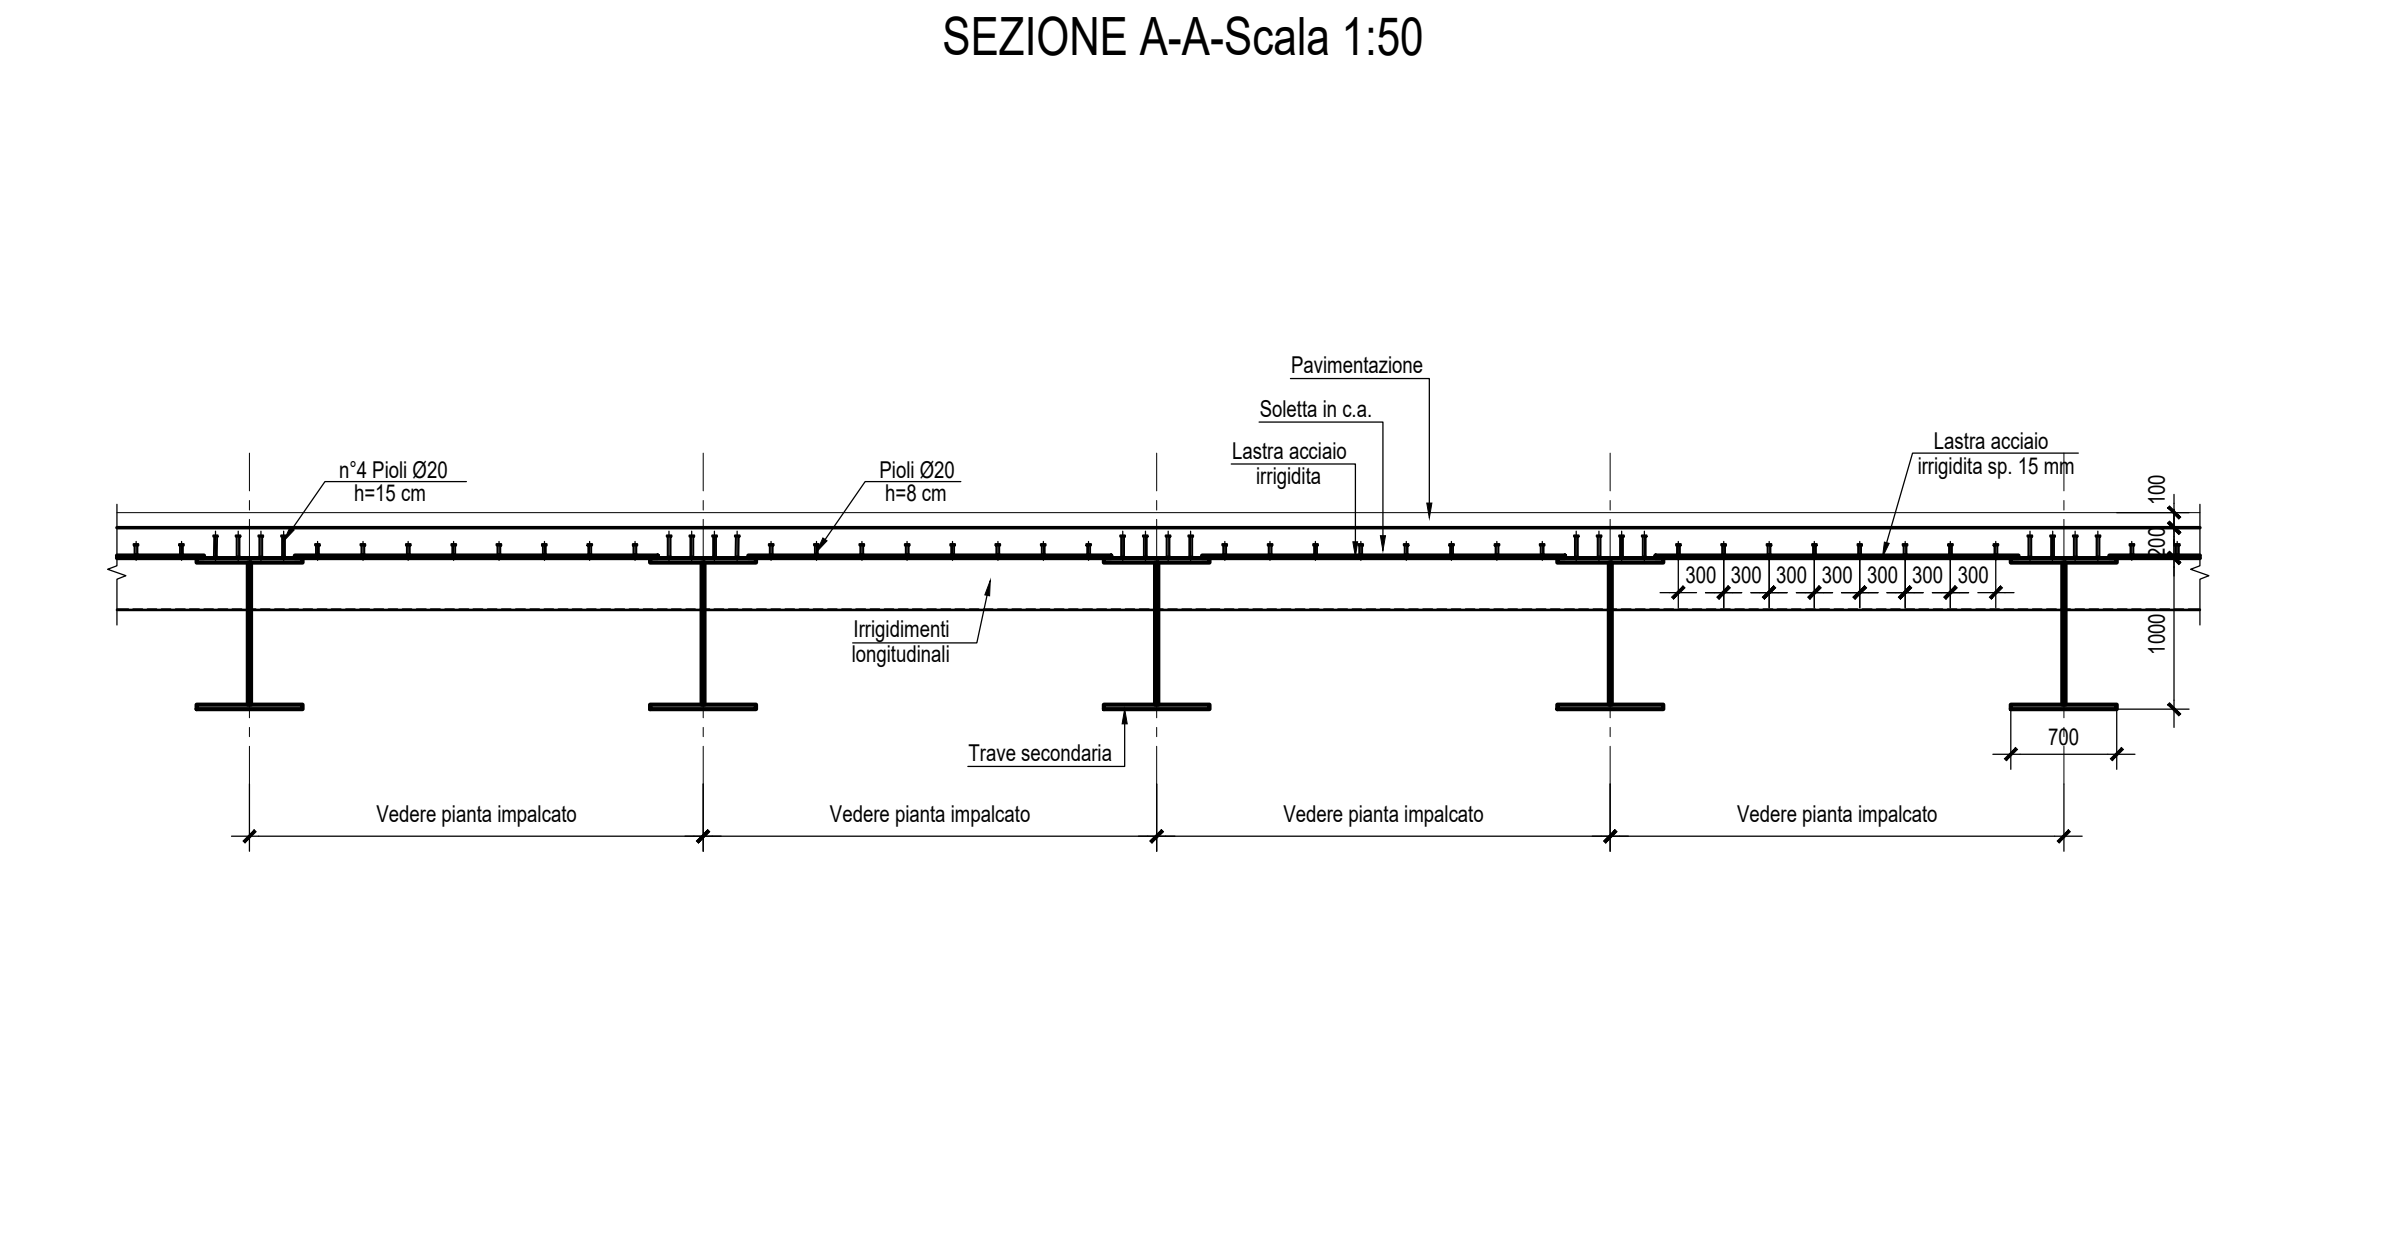 SEZIONE A-A-Scala 1:50
Pavimentazione
Soletta in c.a.
Lastra acciaio
irrigidita
Lastra acciaio
irrigidita sp. 15 mm
n°4 Pioli Ø20
h=15 cm
Pioli Ø20
h=8 cm
100
200
300 300 300 300 300 300 300
1000
Irrigidimenti
longitudinali
Trave secondaria
700
Vedere pianta impalcato
Vedere pianta impalcato
Vedere pianta impalcato
Vedere pianta impalcato